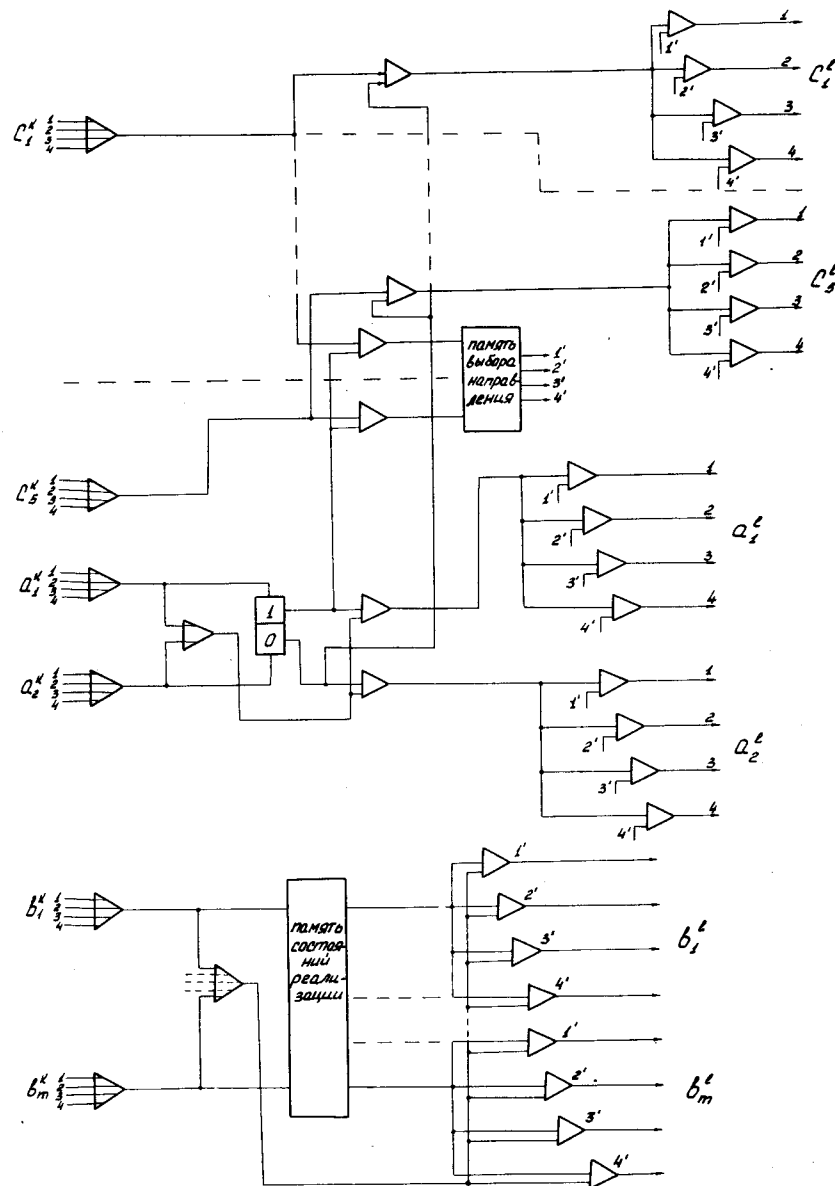 1
1'
2
C₁ˡ
2'
C₁ᴷ 1 2 3 4
3
3'
4
4'
1
1'
2
C₅ˡ
2'
3
3'
4
4'
память
выбора
направ-
ления
1'
2'
3'
4'
C₅ᴷ 1 2 3 4
1
1'
2
a₁ˡ
2'
3
3'
4
4'
a₁ᴷ 1 2 3 4
1
0
a₂ᴷ 1 2 3 4
1
1'
2
a₂ˡ
2'
3
3'
4
4'
b₁ᴷ 1 2 3 4
память
состоя-
ний
реали-
зации
1'
2'
b₁ˡ
3'
4'
1'
bₘᴷ 1 2 3 4
2'
bₘˡ
3'
4'